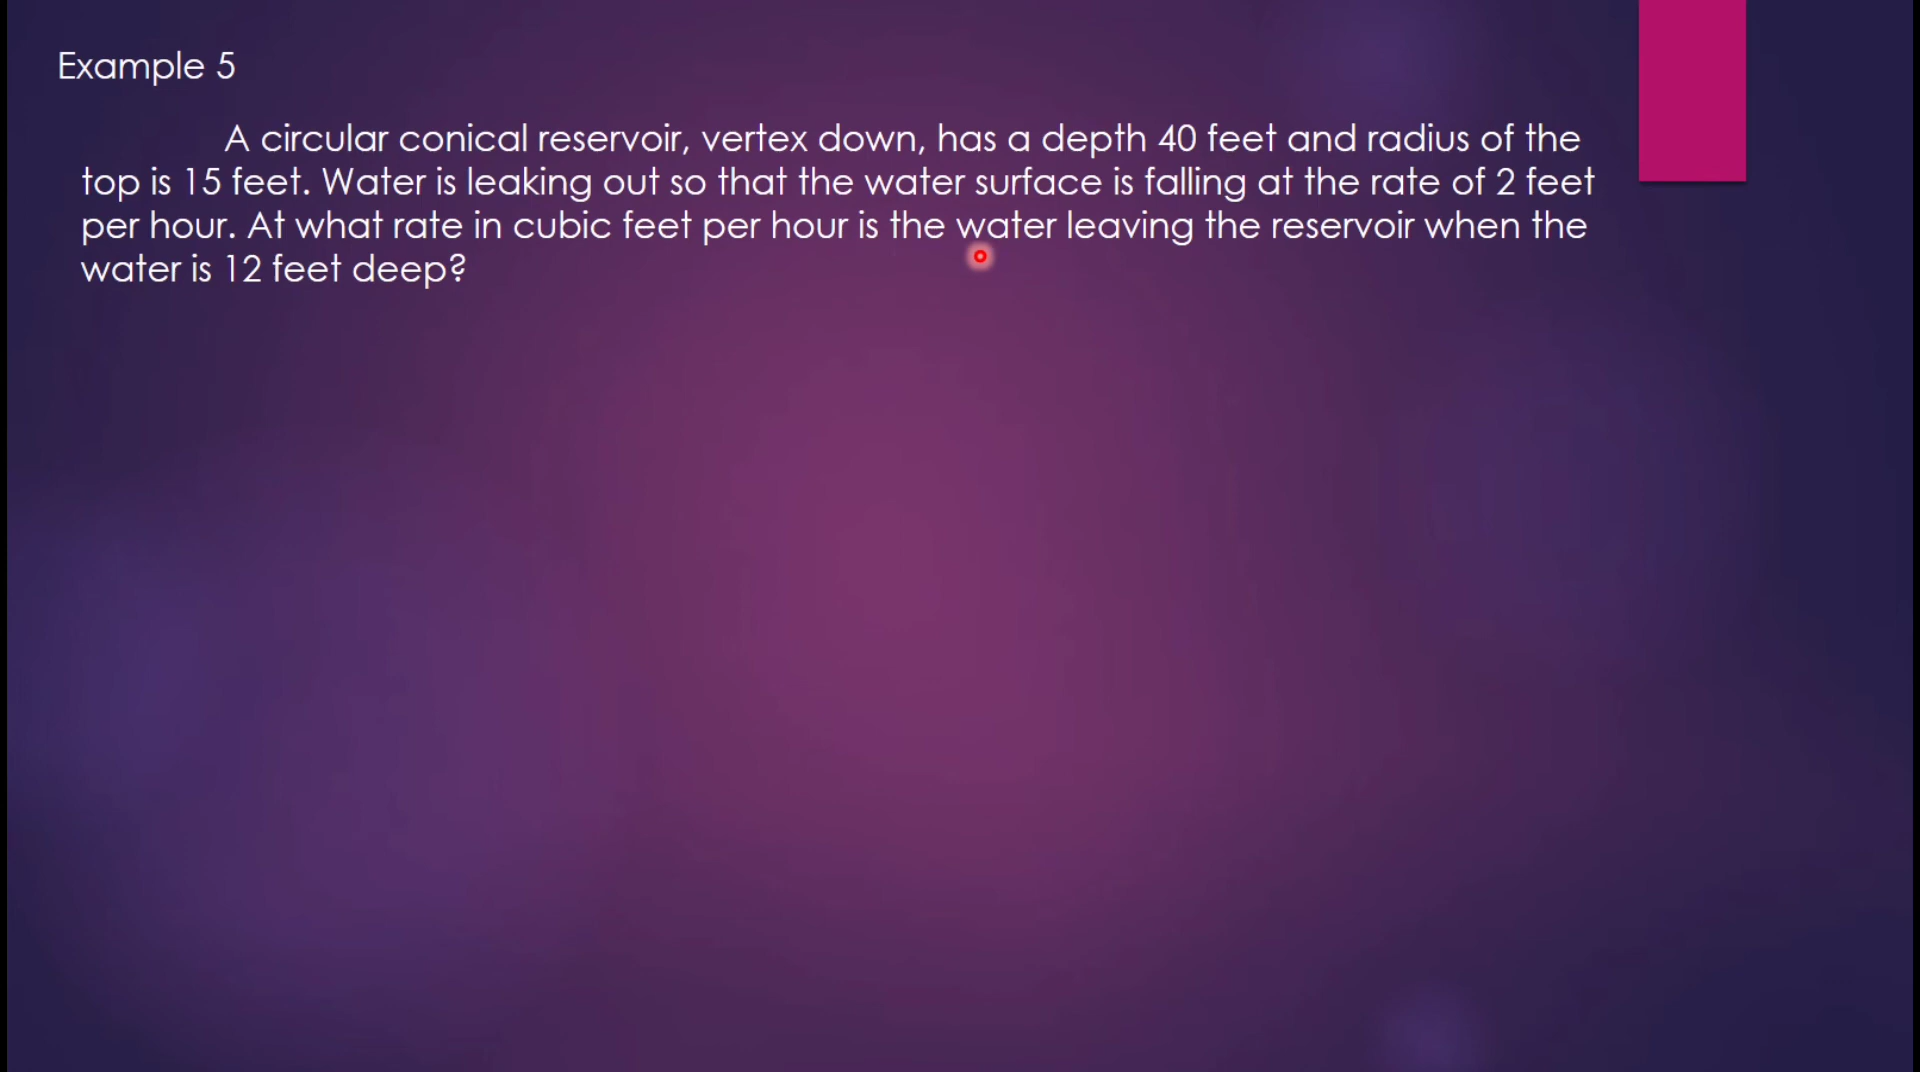 Example 5
A circular conical reservoir, vertex down, has a depth 40 feet and radius of the
top is 15 feet. Water is leaking out so that the water surface is falling at the rate of 2 feet
per hour. At what rate in cubic feet per hour is the water leaving the reservoir when the
water is 12 feet deep?